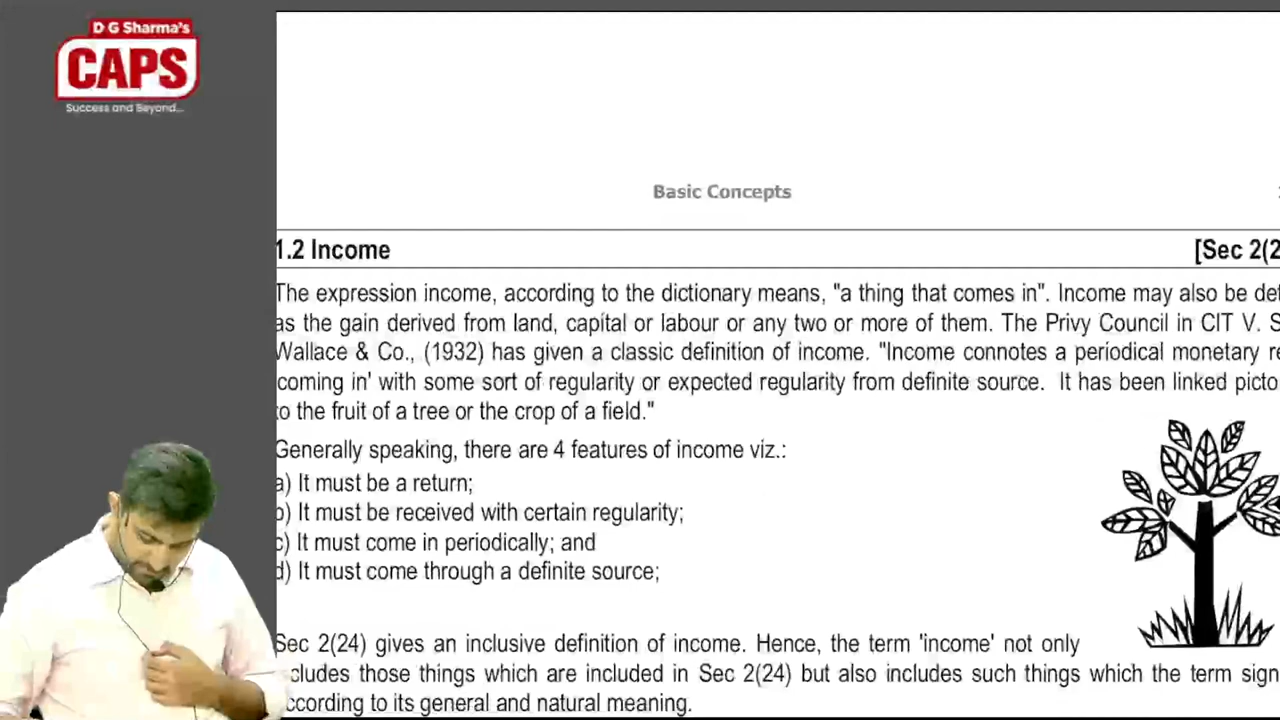 D G Sharma's
CAPS
Success and Beyond...
Basic Concepts
1.2 Income [Sec 2(2
The expression income, according to the dictionary means, "a thing that comes in". Income may also be
as the gain derived from land, capital or labour or any two or more of them. The Privy Council in CIT V.
Wallace & Co., (1932) has given a classic definition of income. "Income connotes a periodical monetary
coming in' with some sort of regularity or expected regularity from definite source. It has been linked
to the fruit of a tree or the crop of a field."
Generally speaking, there are 4 features of income viz.:
a) It must be a return;
b) It must be received with certain regularity;
c) It must come in periodically; and
d) It must come through a definite source;
Sec 2(24) gives an inclusive definition of income. Hence, the term 'income' not only
cludes those things which are included in Sec 2(24) but also includes such things which the term
ccording to its general and natural meaning.